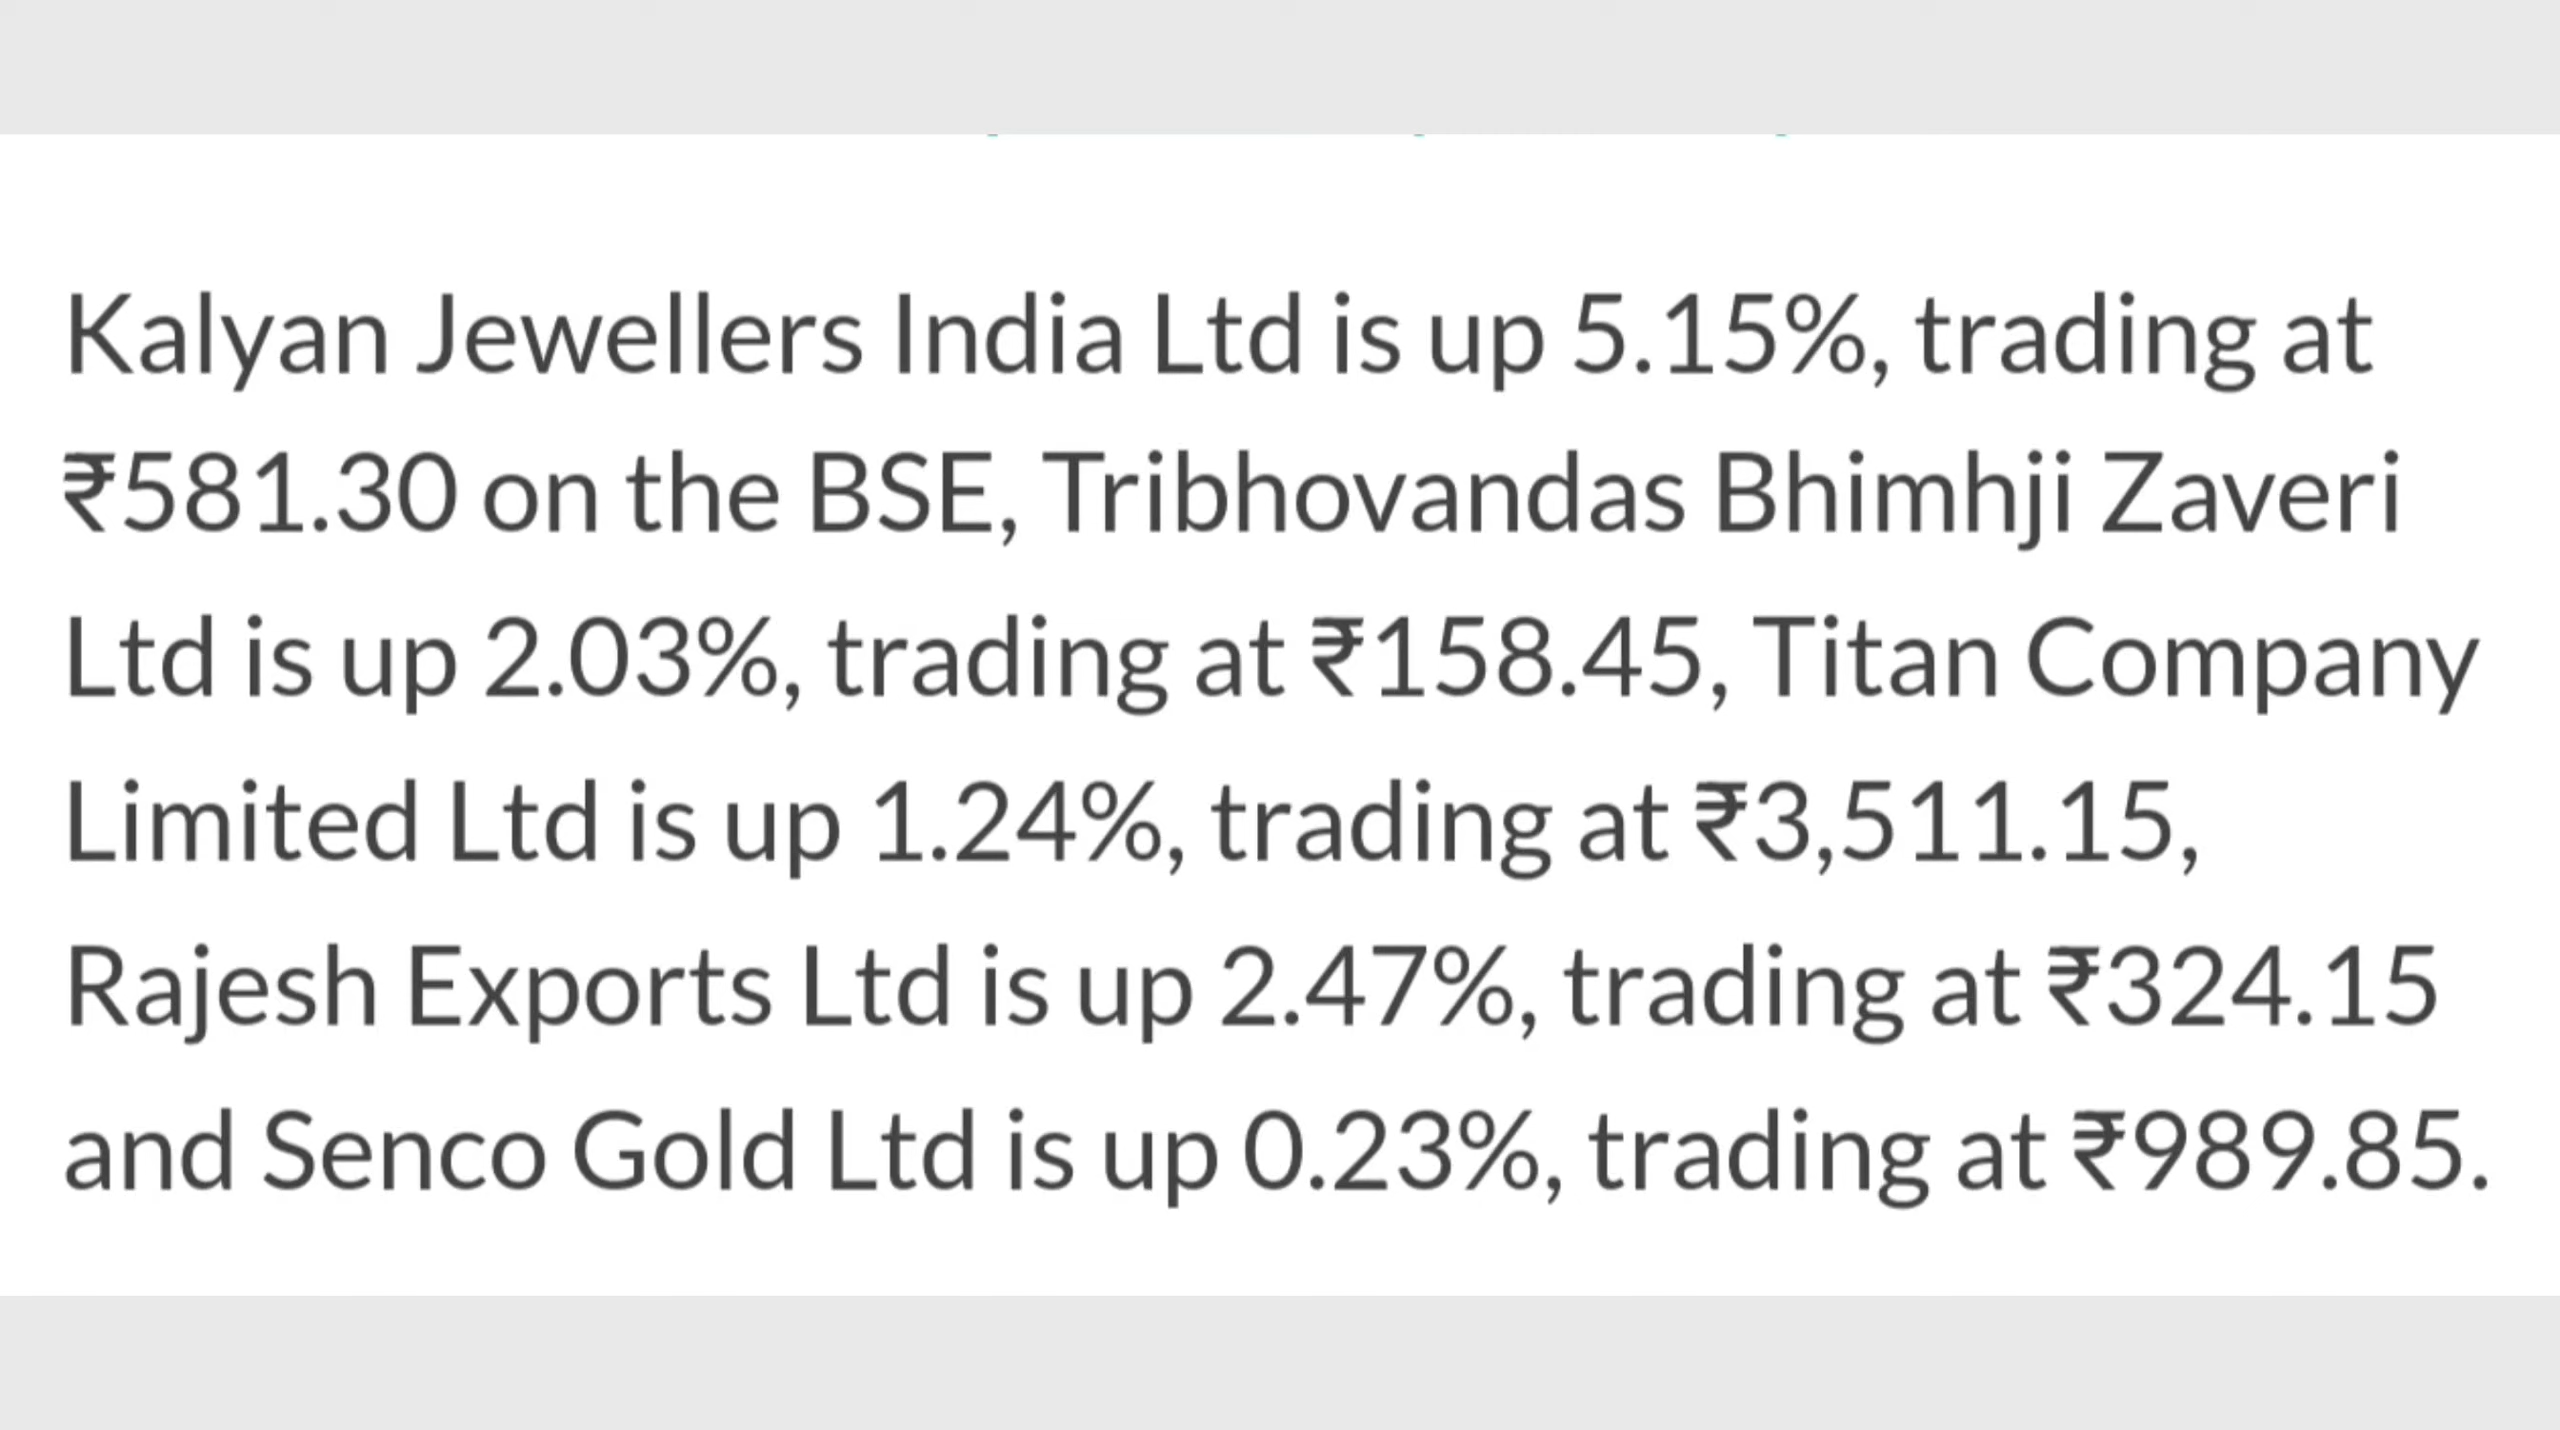 Kalyan Jewellers India Ltd is up 5.15%, trading at
₹581.30 on the BSE, Tribhovandas Bhimhji Zaveri
Ltd is up 2.03%, trading at ₹158.45, Titan Company
Limited Ltd is up 1.24%, trading at ₹3,511.15,
Rajesh Exports Ltd is up 2.47%, trading at ₹324.15
and Senco Gold Ltd is up 0.23%, trading at ₹989.85.